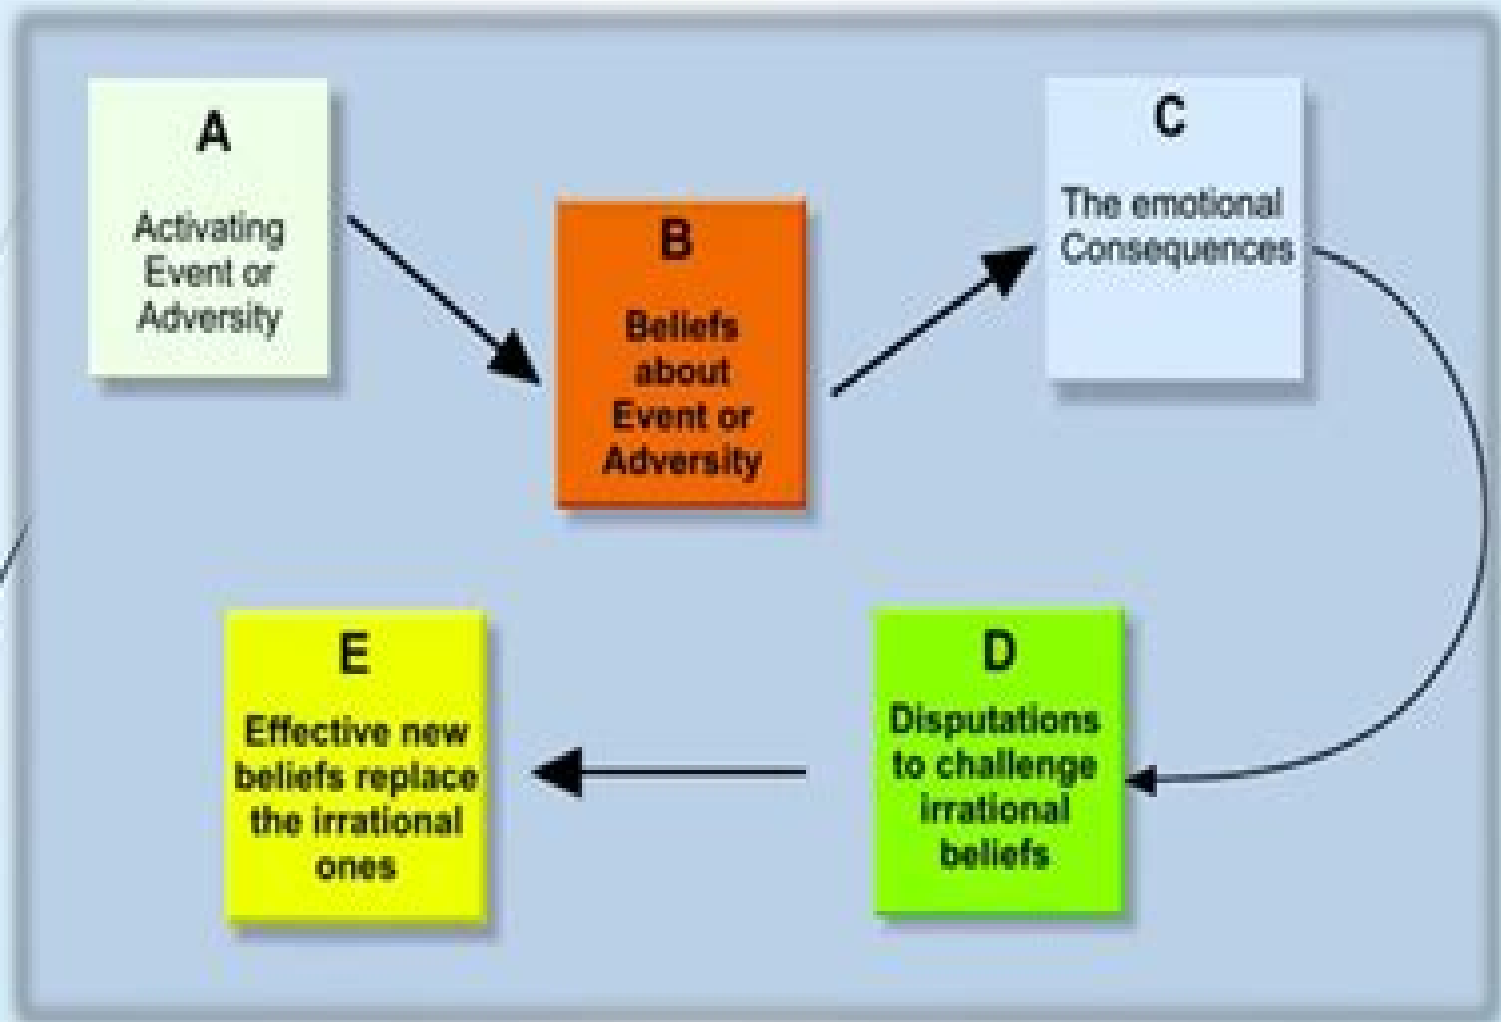 A
Activating
Event or
Adversity
B
Beliefs
about
Event or
Adversity
C
The emotional
Consequences
D
Disputations
to challenge
irrational
beliefs
E
Effective new
beliefs replace
the irrational
ones